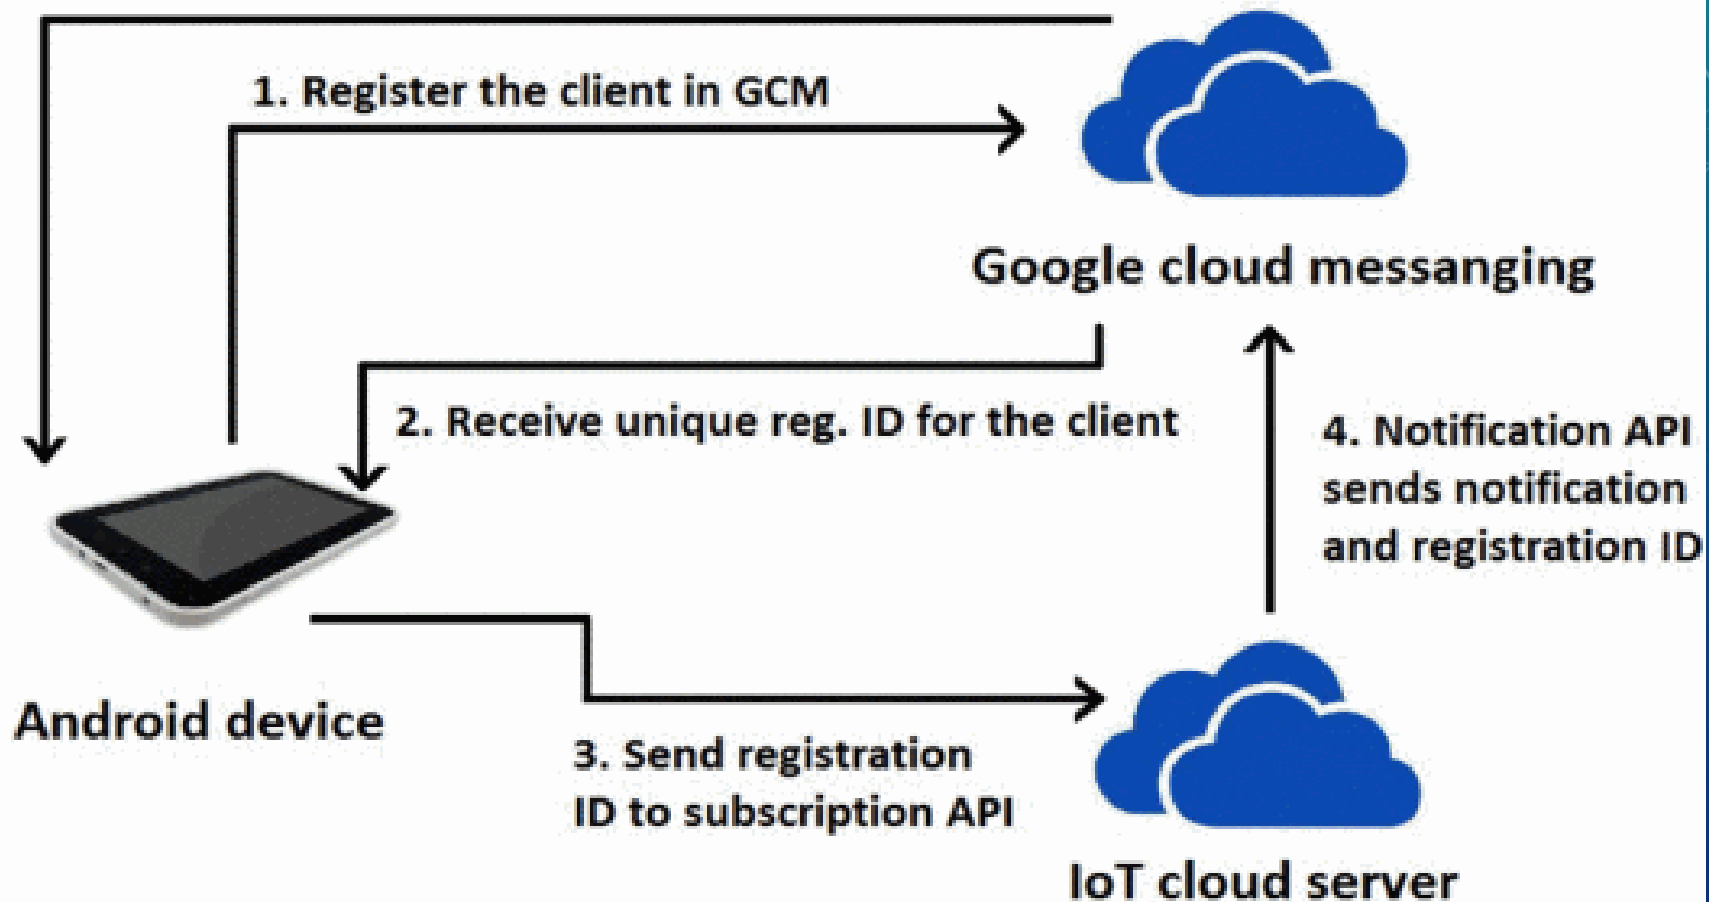 1. Register the client in GCM
Google cloud messanging
2. Receive unique reg. ID for the client
4. Notification API
sends notification
and registration ID
Android device
3. Send registration
ID to subscription API
IoT cloud server